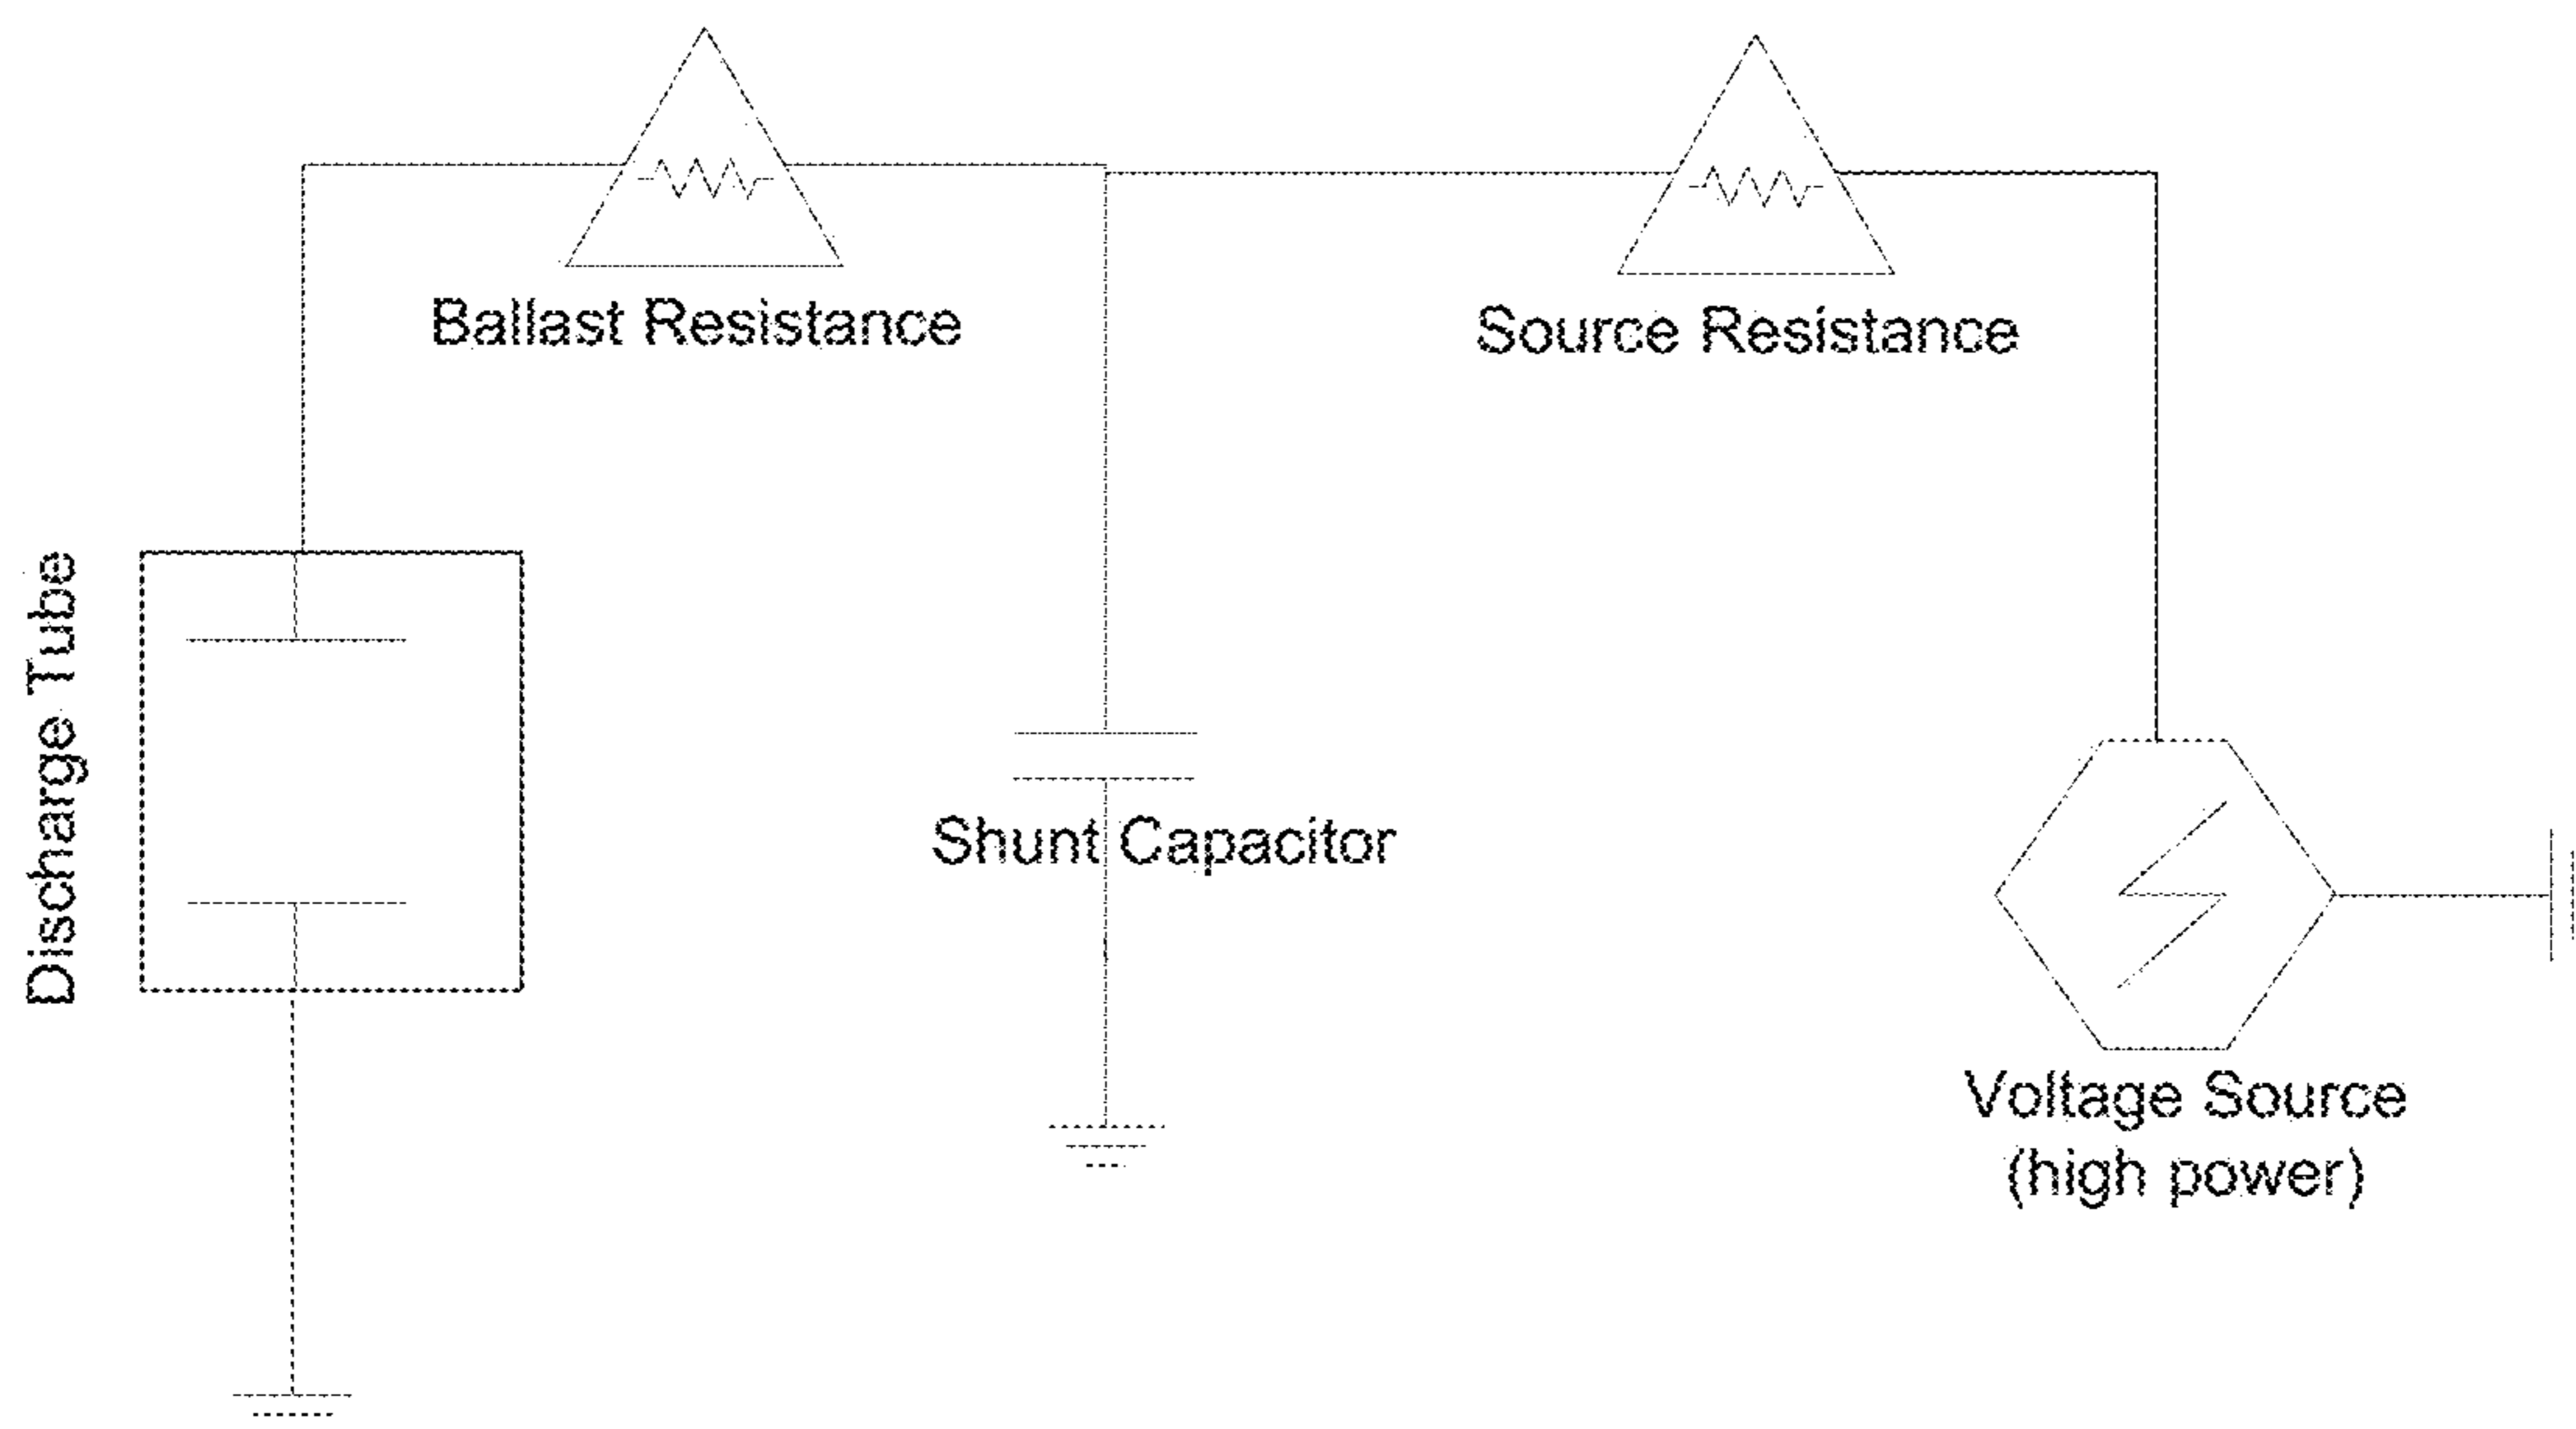 Ballast Resistance
Source Resistance
Discharge Tube
Shunt Capacitor
Voltage Source
(high power)